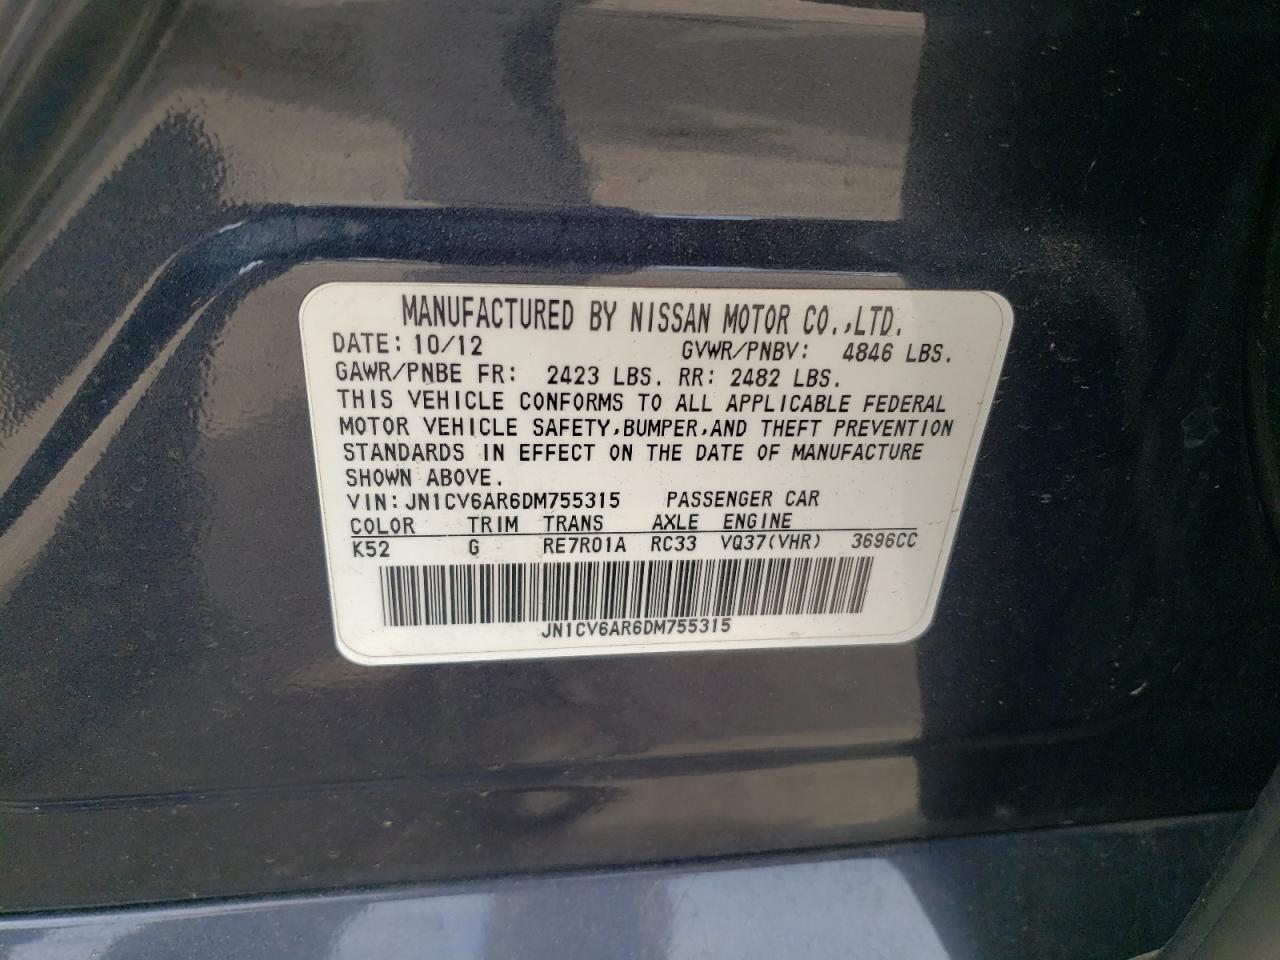 MANUFACTURED BY NISSAN MOTOR CO.,LTD.
DATE: 10/12 GVWR/PNBV: 4846 LBS.
GAWR/PNBE FR: 2423 LBS. RR: 2482 LBS.
THIS VEHICLE CONFORMS TO ALL APPLICABLE FEDERAL
MOTOR VEHICLE SAFETY,BUMPER,AND THEFT PREVENTION
STANDARDS IN EFFECT ON THE DATE OF MANUFACTURE
SHOWN ABOVE.
VIN:JN1CV6AR6DM755315 PASSENGER CAR
COLOR TRIM TRANS AXLE ENGINE
K52 G RE7R01A RC33 VQ37(VHR) 3696CC
JN1CV6AR6DM755315